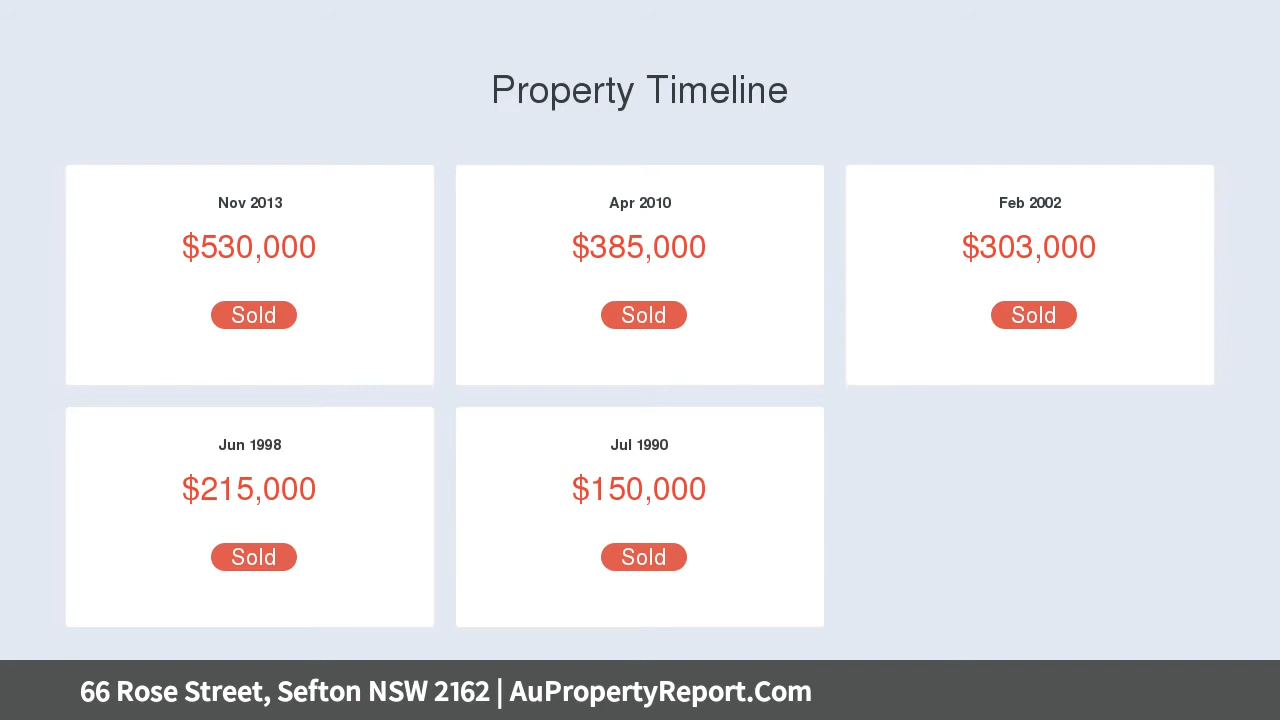 Property Timeline
Nov 2013
$530,000
Sold
Apr 2010
$385,000
Sold
Feb 2002
$303,000
Sold
Jun 1998
$215,000
Sold
Jul 1990
$150,000
Sold
66 Rose Street, Sefton NSW 2162 | AuPropertyReport.Com